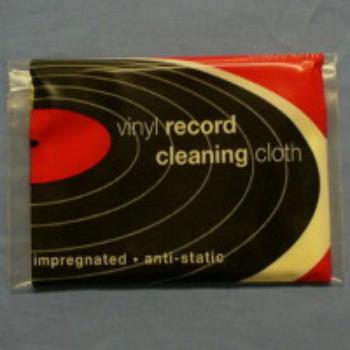 vinyl record
cleaning cloth
impregnated • anti-static